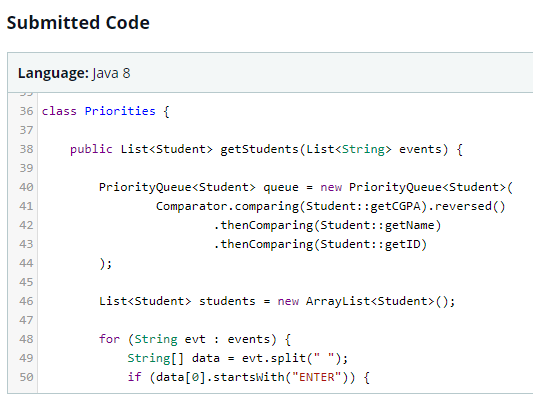 Submitted Code
Language: Java 8
36 class Priorities {
37
38 public List<Student> getStudents(List<String> events) {
39
40 PriorityQueue<Student> queue = new PriorityQueue<Student>(
41 Comparator.comparing(Student::getCGPA).reversed()
42 .thenComparing(Student::getName)
43 .thenComparing(Student::getID)
44 );
45
46 List<Student> students = new ArrayList<Student>();
47
48 for (String evt : events) {
49 String[] data = evt.split(" ");
50 if (data[0].startsWith("ENTER")) {